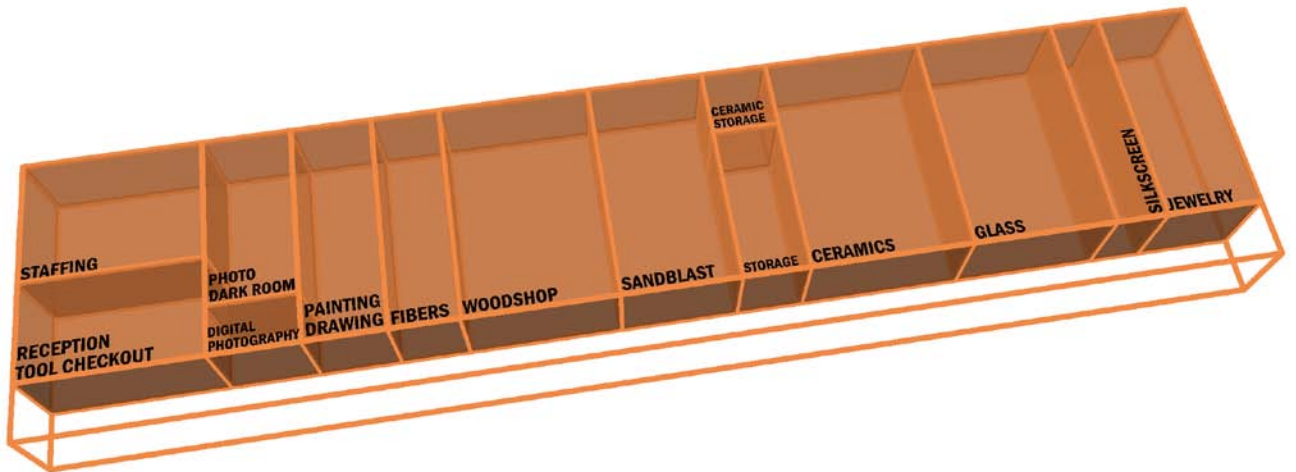 STAFFING
RECEPTION
TOOL CHECKOUT
PHOTO
DARK ROOM
DIGITAL
PHOTOGRAPHY
PAINTING
DRAWING
FIBERS
WOODSHOP
SANDBLAST
CERAMIC
STORAGE
STORAGE
CERAMICS
GLASS
SILKSCREEN
JEWELRY